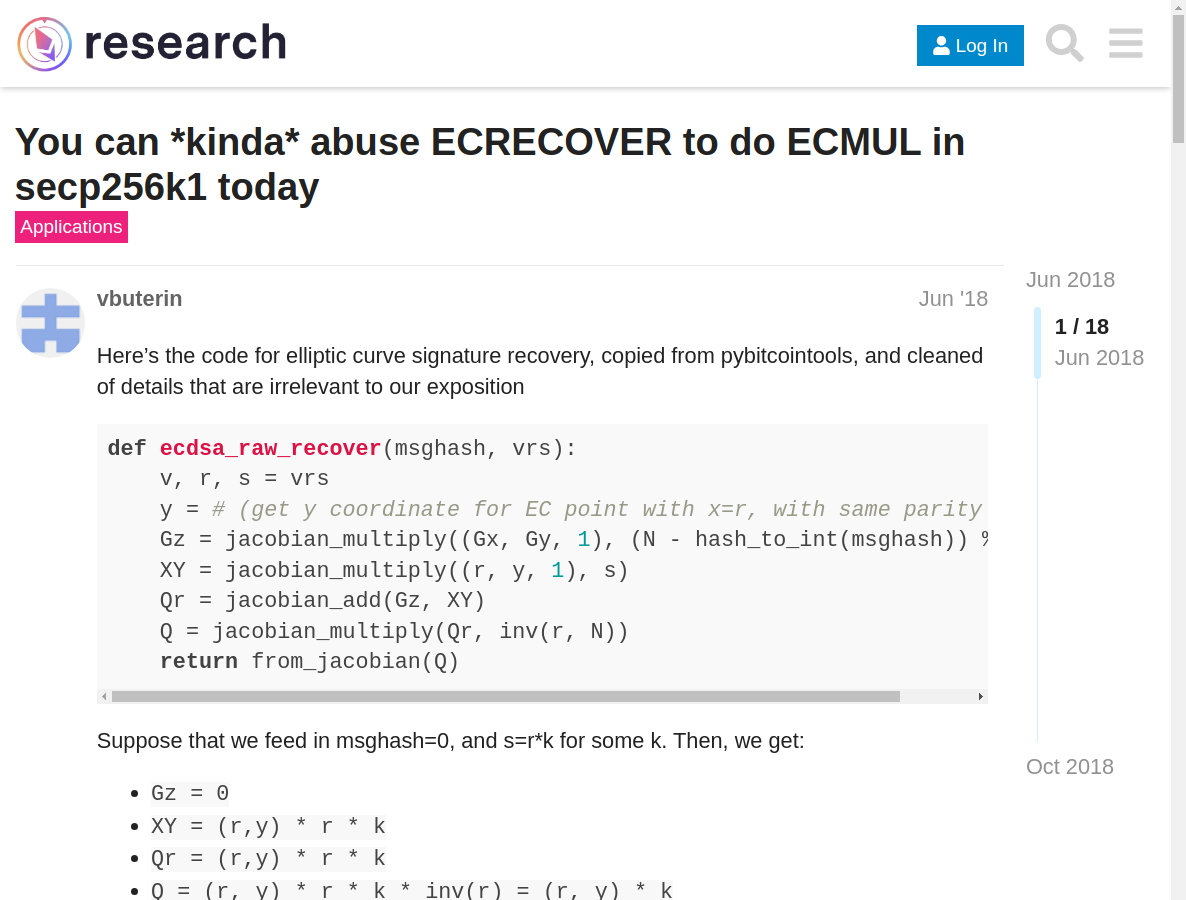 research
Log In
You can *kinda* abuse ECRECOVER to do ECMUL in
secp256k1 today
Applications
vbuterin
Jun '18
Here’s the code for elliptic curve signature recovery, copied from pybitcointools, and cleaned
of details that are irrelevant to our exposition
def ecdsa_raw_recover(msghash, vrs):
    v, r, s = vrs
    y = # (get y coordinate for EC point with x=r, with same parity
    Gz = jacobian_multiply((Gx, Gy, 1), (N - hash_to_int(msghash)) %
    XY = jacobian_multiply((r, y, 1), s)
    Qr = jacobian_add(Gz, XY)
    Q = jacobian_multiply(Qr, inv(r, N))
    return from_jacobian(Q)
Suppose that we feed in msghash=0, and s=r*k for some k. Then, we get:
Gz = 0
XY = (r,y) * r * k
Qr = (r,y) * r * k
Q = (r, y) * r * k * inv(r) = (r, y) * k
Jun 2018
1 / 18
Jun 2018
Oct 2018